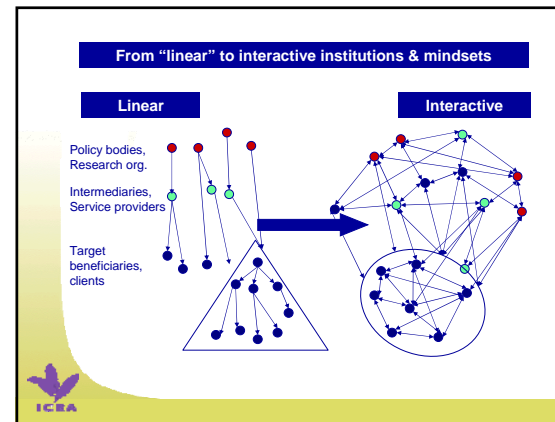 From “linear” to interactive institutions & mindsets
Linear
Interactive
Policy bodies,
Research org.
Intermediaries,
Service providers
Target
beneficiaries,
clients
ICRA